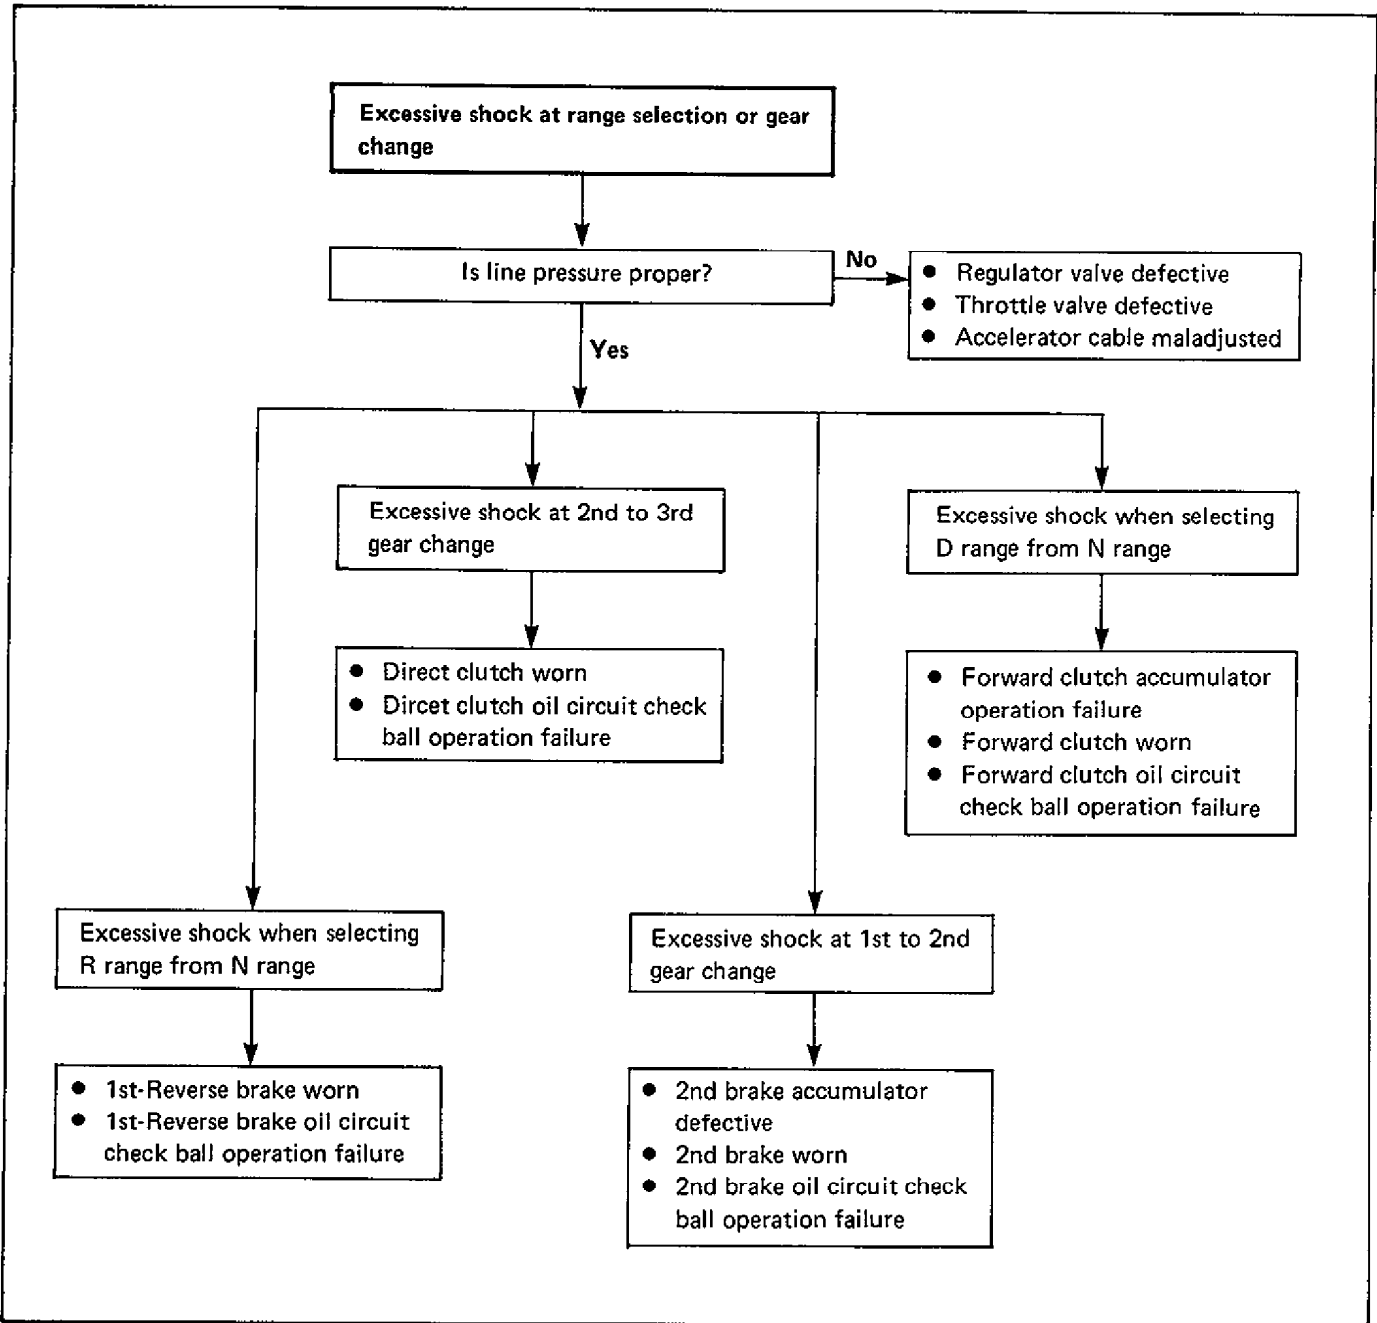 Excessive shock at range selection or gear
change
Is line pressure proper?
No
● Regulator valve defective
● Throttle valve defective
● Accelerator cable maladjusted
Yes
Excessive shock at 2nd to 3rd
gear change
Excessive shock when selecting
D range from N range
● Direct clutch worn
● Dircet clutch oil circuit check
ball operation failure
● Forward clutch accumulator
operation failure
● Forward clutch worn
● Forward clutch oil circuit
check ball operation failure
Excessive shock when selecting
R range from N range
Excessive shock at 1st to 2nd
gear change
● 1st-Reverse brake worn
● 1st-Reverse brake oil circuit
check ball operation failure
● 2nd brake accumulator
defective
● 2nd brake worn
● 2nd brake oil circuit check
ball operation failure